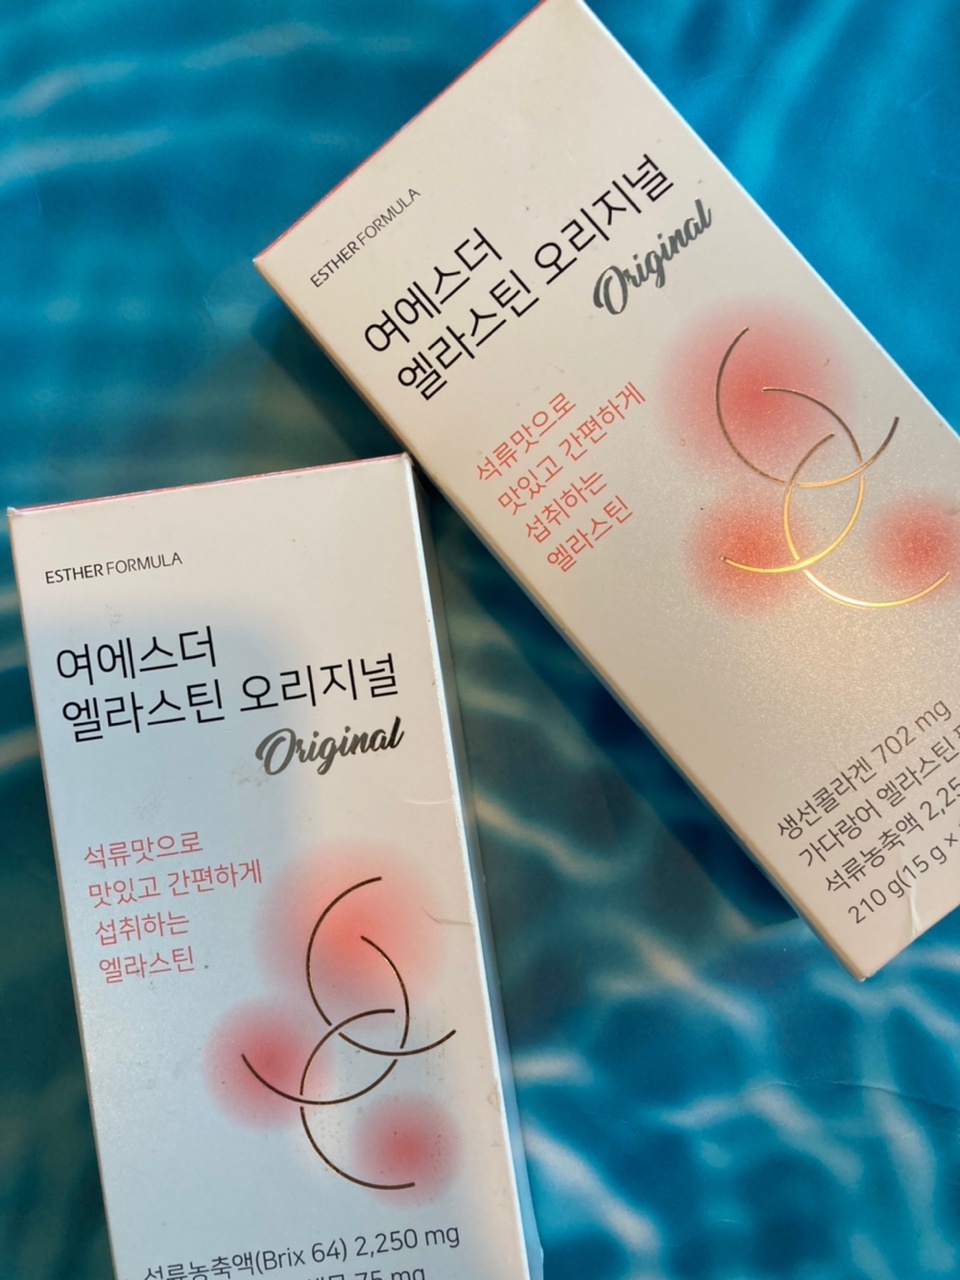 ESTHER FORMULA
여에스더
엘라스틴 오리지널
Original
석류맛으로
맛있고 간편하게
섭취하는
엘라스틴
생선콜라겐 702 mg
가다랑어 엘라스틴
석류농축액 2,25
210 g(15 g ×
ESTHER FORMULA
여에스더
엘라스틴 오리지널
Original
석류맛으로
맛있고 간편하게
섭취하는
엘라스틴
석류농축액(Brix 64) 2,250 mg
75 mg